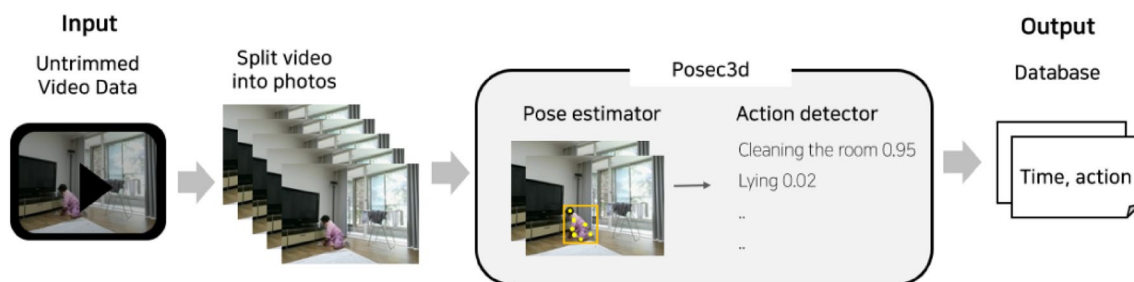 Input
Untrimmed
Video Data
Split video
into photos
Posec3d
Pose estimator
Action detector
Cleaning the room 0.95
Lying 0.02
..
..
Output
Database
Time, action